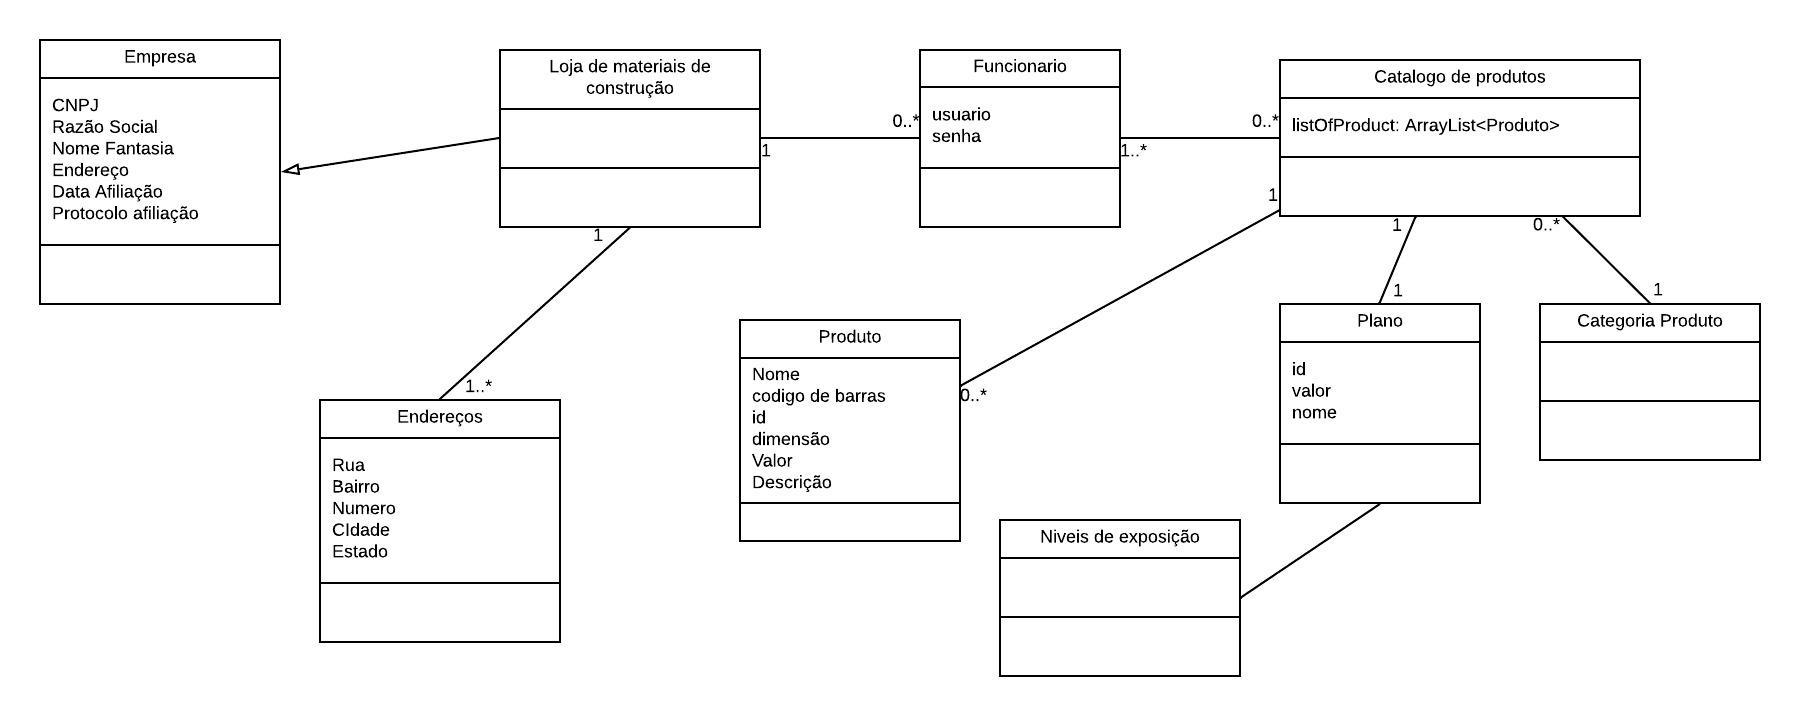 Empresa
CNPJ
Razão Social
Nome Fantasia
Endereço
Data Afiliação
Protocolo afiliação
Loja de materiais de
construção
1
0..*
1
Funcionario
usuario
senha
1..*
0..*
Catalogo de produtos
listOfProduct: ArrayList<Produto>
1
1
0..*
1..*
Endereços
Rua
Bairro
Numero
CIdade
Estado
Produto
Nome
codigo de barras
id
dimensão
Valor
Descrição
0..*
1
Plano
id
valor
nome
1
Categoria Produto
Niveis de exposição